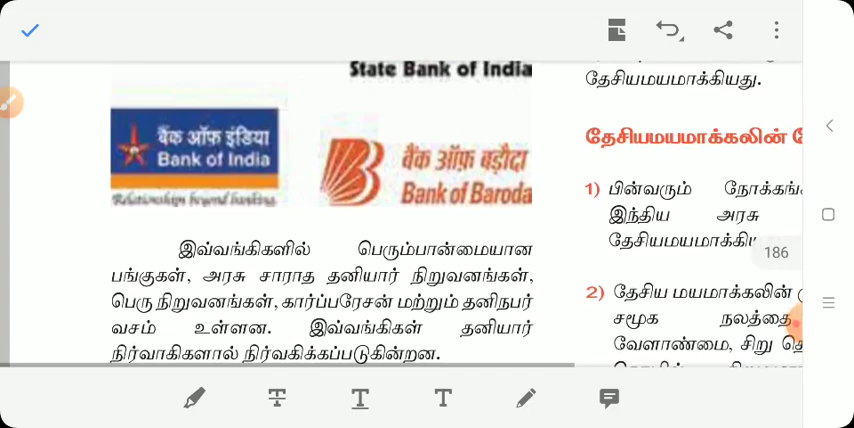 State Bank of India
बैंक ऑफ़ इंडिया
Bank of India
Relationships beyond banking.
बैंक ऑफ़ बड़ौदा
Bank of Baroda
இவ்வங்கிகளில் பெரும்பான்மையான
பங்குகள், அரசு சாராத தனியார் நிறுவனங்கள்,
பெரு நிறுவனங்கள், கார்ப்பரேசன் மற்றும் தனிநபர்
வசம் உள்ளன. இவ்வங்கிகள் தனியார்
நிர்வாகிகளால் நிர்வகிக்கப்படுகின்றன.
தேசியமயமாக்கியது.
தேசியமயமாக்கலின்
1) பின்வரும்
இந்திய அரசு
186
2) தேசிய மயமாக்கலின்
சமூக நலத்தை
வேளாண்மை, சிறு
T T T